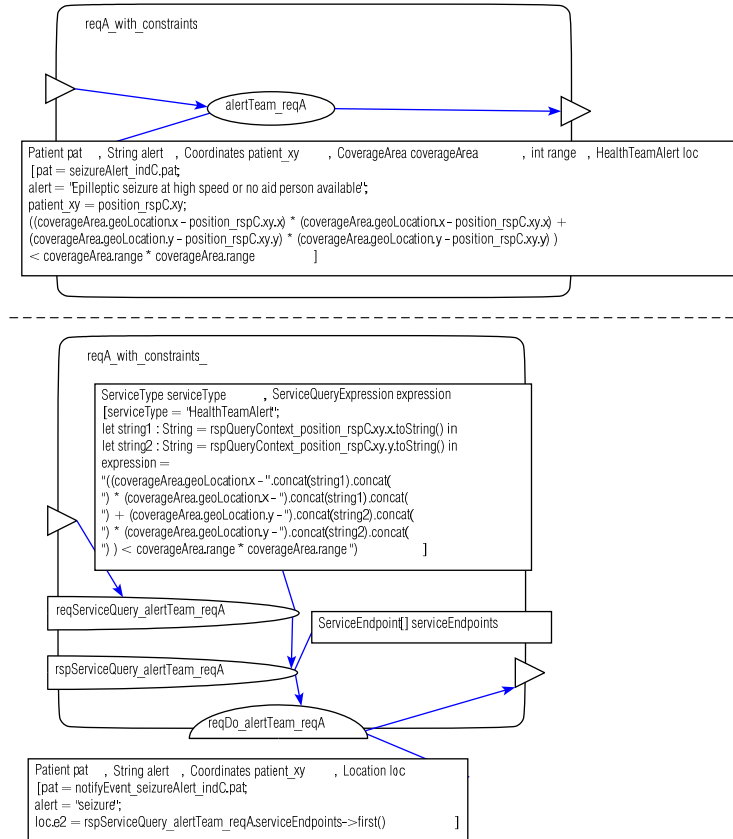 reqA_with_constraints
alertTeam_reqA
Patient pat , String alert , Coordinates patient_xy , CoverageArea coverageArea , int range , HealthTeamAlert loc
[pat = seizureAlert_indC.pat;
alert = "Epilleptic seizure at high speed or no aid person available";
patient_xy = position_rspC.xy;
((coverageArea.geoLocation.x - position_rspC.xy.x) * (coverageArea.geoLocation.x - position_rspC.xy.x) +
(coverageArea.geoLocation.y - position_rspC.xy.y) * (coverageArea.geoLocation.y - position_rspC.xy.y) )
< coverageArea.range * coverageArea.range ]
reqA_with_constraints_
ServiceType serviceType , ServiceQueryExpression expression
[serviceType = "HealthTeamAlert";
let string1 : String = rspQueryContext_position_rspC.xy.x.toString() in
let string2 : String = rspQueryContext_position_rspC.xy.y.toString() in
expression =
"((coverageArea.geoLocation.x - ".concat(string1).concat(
") * (coverageArea.geoLocation.x - ").concat(string1).concat(
") + (coverageArea.geoLocation.y - ").concat(string2).concat(
") * (coverageArea.geoLocation.y - ").concat(string2).concat(
") ) < coverageArea.range * coverageArea.range ") ]
reqServiceQuery_alertTeam_reqA
ServiceEndpoint[] serviceEndpoints
rspServiceQuery_alertTeam_reqA
reqDo_alertTeam_reqA
Patient pat , String alert , Coordinates patient_xy , Location loc
[pat = notifyEvent_seizureAlert_indC.pat;
alert = "seizure";
loc.e2 = rspServiceQuery_alertTeam_reqA.serviceEndpoints->first() ]